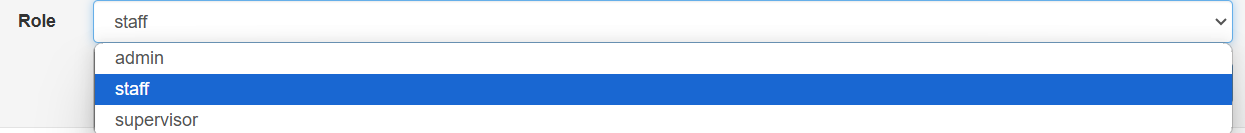 Role staff
admin
staff
supervisor